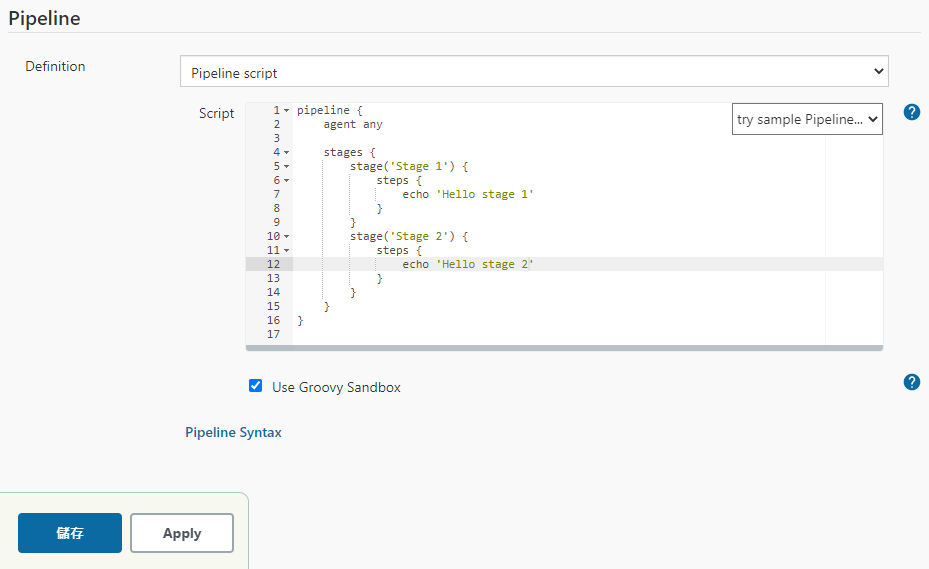 Pipeline
Definition
Pipeline script
Script
try sample Pipeline...
1 pipeline {
2     agent any
3
4     stages {
5         stage('Stage 1') {
6             steps {
7                 echo 'Hello stage 1'
8             }
9         }
10         stage('Stage 2') {
11             steps {
12                 echo 'Hello stage 2'
13             }
14         }
15     }
16 }
17
Use Groovy Sandbox
Pipeline Syntax
儲存 Apply
?
?